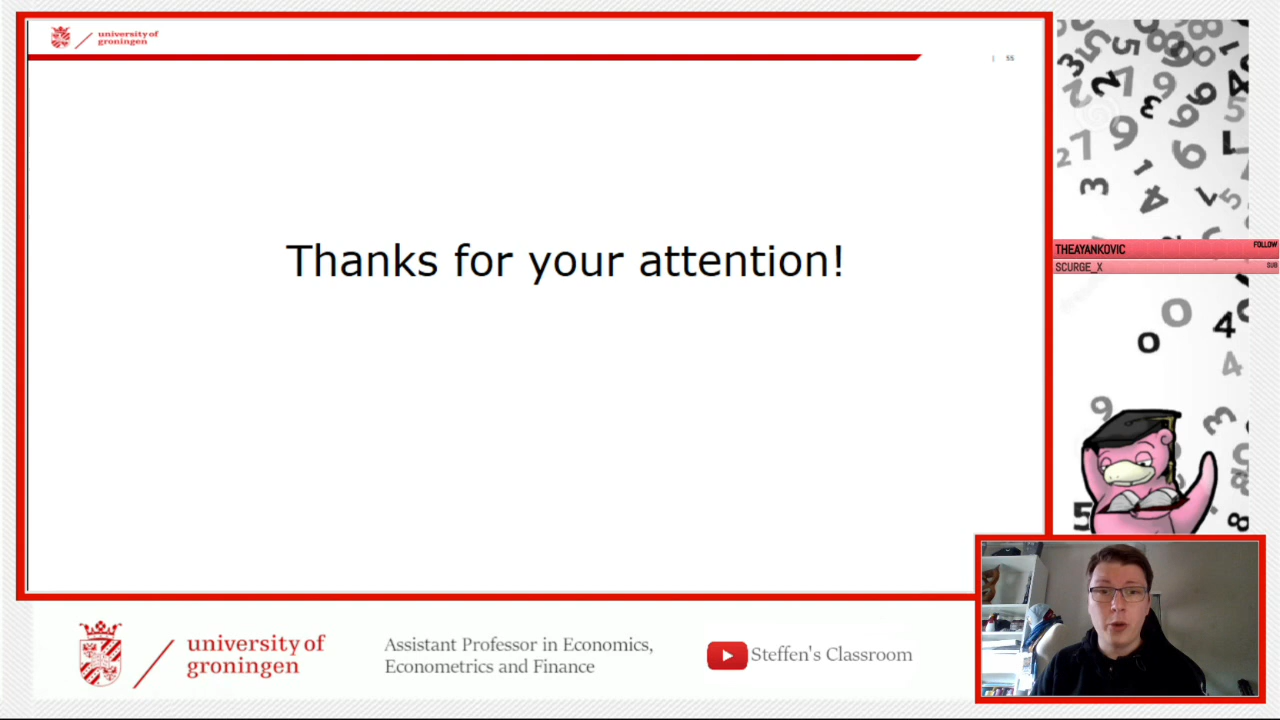 university of
groningen
| 55
Thanks for your attention!
THEAYANKOVIC
FOLLOW
SCURGE_X
SUB
university of
groningen
Assistant Professor in Economics,
Econometrics and Finance
Steffen's Classroom